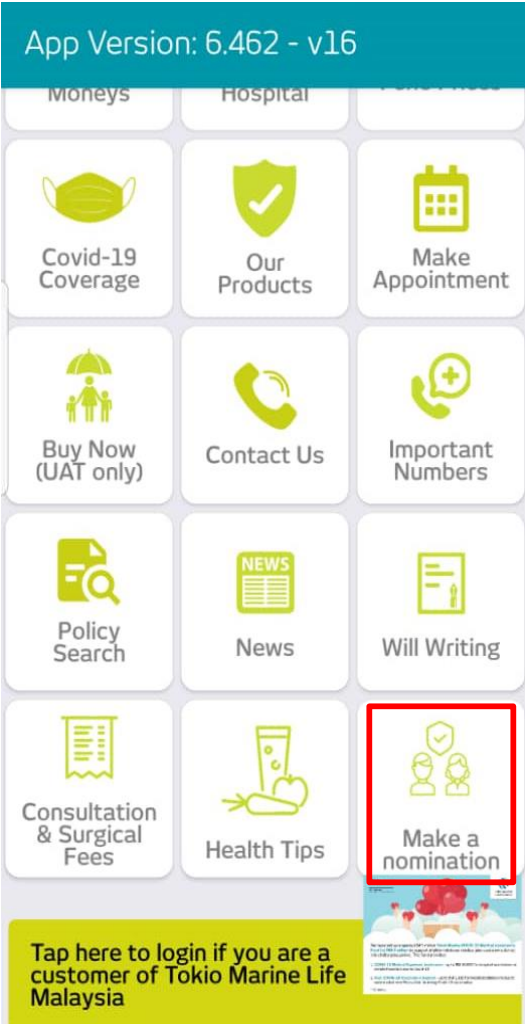 App Version: 6.462 - v16
Moneys
Hospital
Covid-19
Coverage
Our
Products
Make
Appointment
Buy Now
(UAT only)
Contact Us
Important
Numbers
NEWS
Policy
Search
News
Will Writing
Consultation
& Surgical
Fees
Health Tips
Make a
nomination
Tap here to login if you are a
customer of Tokio Marine Life
Malaysia